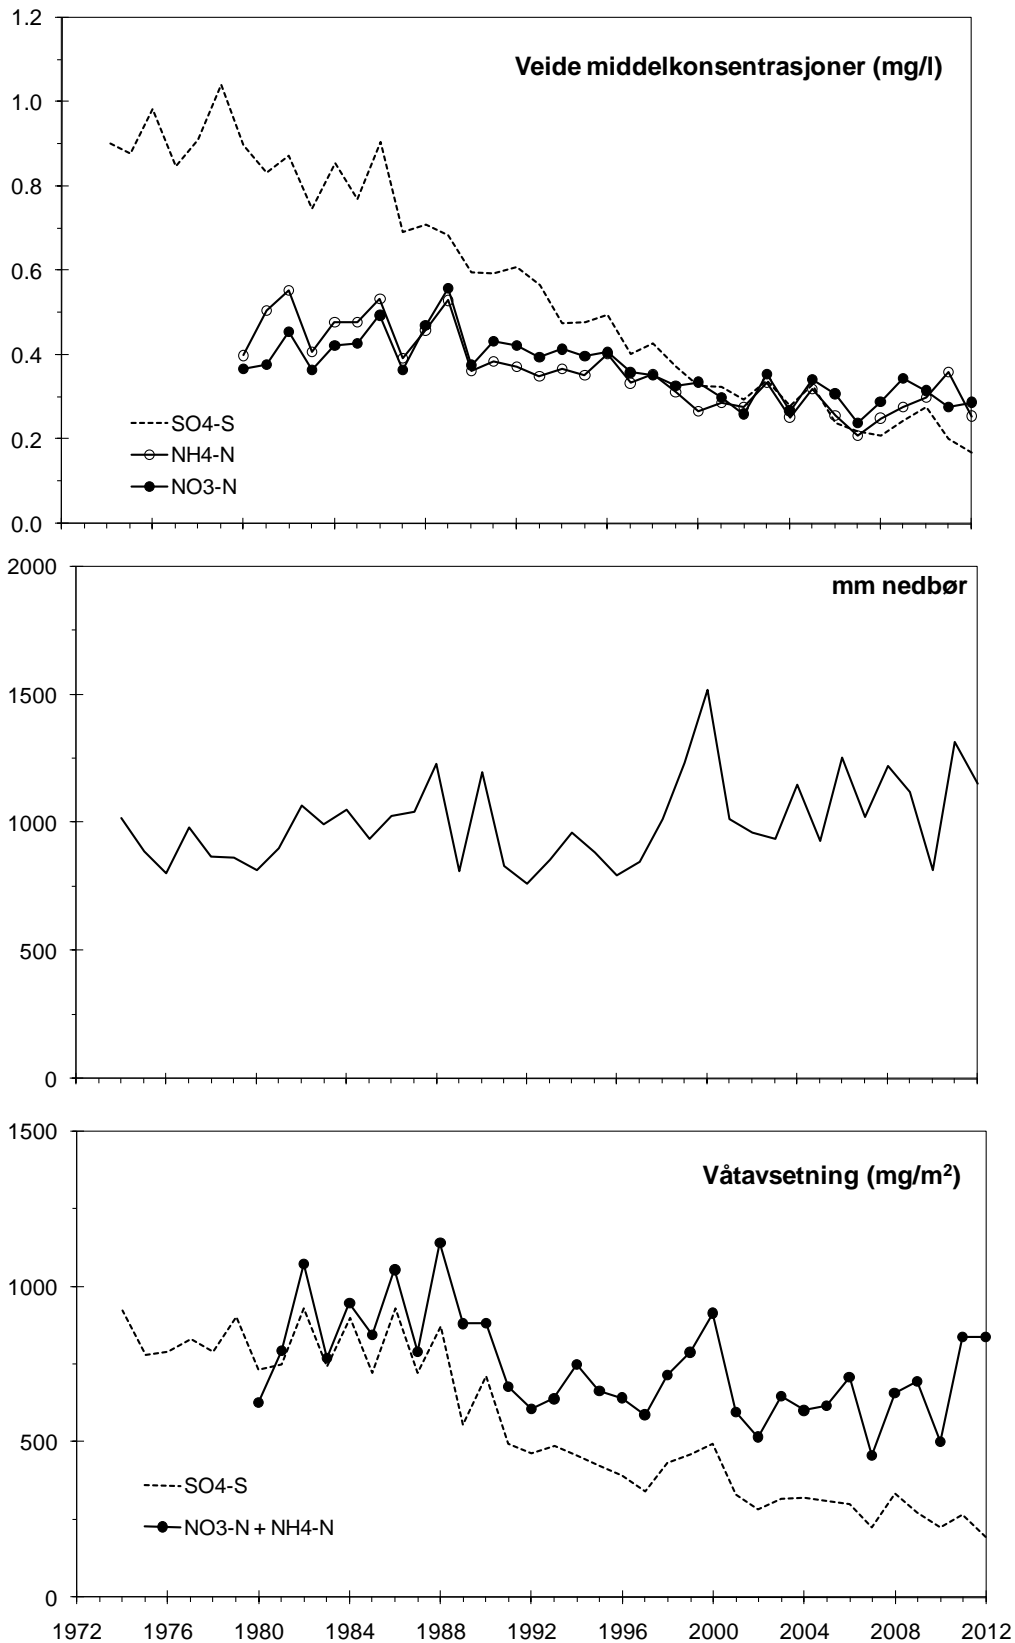 1.2
Veide middelkonsentrasjoner (mg/l)
1.0
0.8
0.6
0.4
SO4-S
0.2
NH4-N
NO3-N
0.0
2000
mm nedbør
1500
1000
500
0
1500
Våtavsetning (mg/m²)
1000
500
SO4-S
NO3-N + NH4-N
0
1972 1976 1980 1984 1988 1992 1996 2000 2004 2008 2012